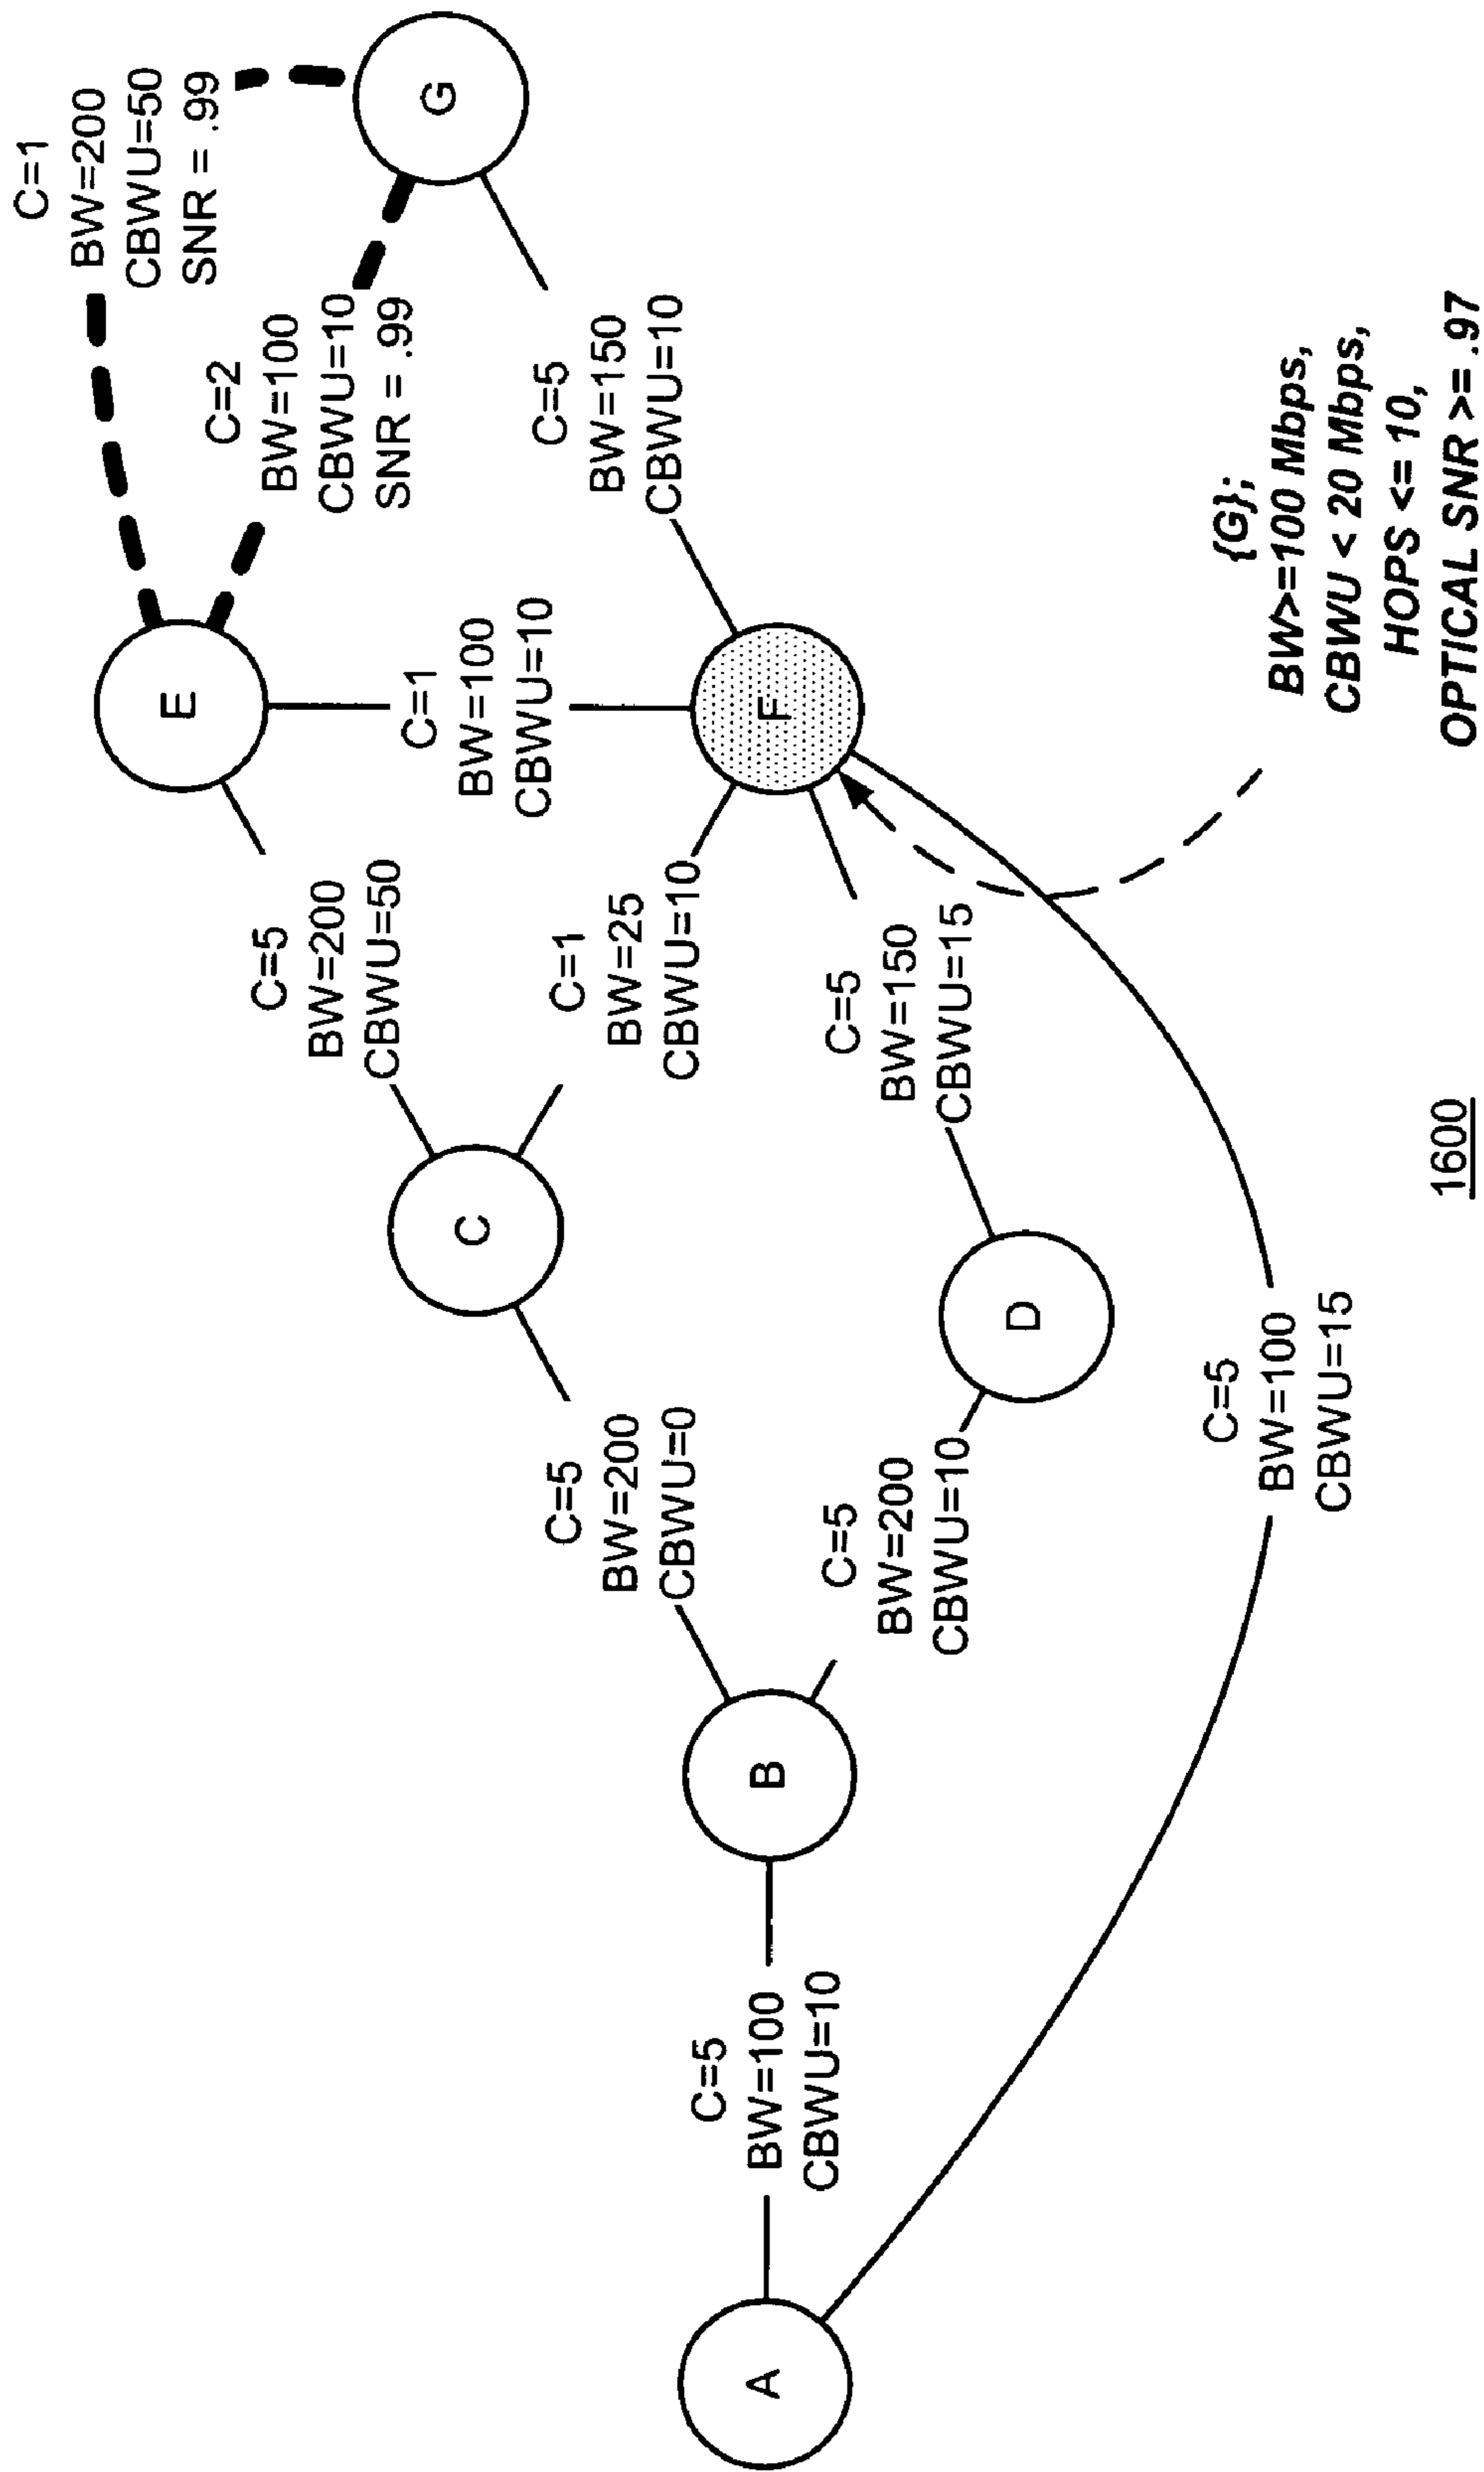 C=1
BW=200
CBWU=50
SNR = .99
G
C=2
BW=100
CBWU=10
SNR = .99
C=5
BW=150
CBWU=10
E
C=1
BW=100
CBWU=10
F
C=5
BW=200
CBWU=50
C=1
BW=25
CBWU=10
C=5
BW=150
CBWU=15
C
D
C=5
BW=200
CBWU=0
C=5
BW=200
CBWU=10
B
C=5
BW=100
CBWU=10
A
C=5
BW=100
CBWU=15
{G};
BW>=100 Mbps,
CBWU < 20 Mbps,
HOPS <= 10,
OPTICAL SNR >= .97
1600